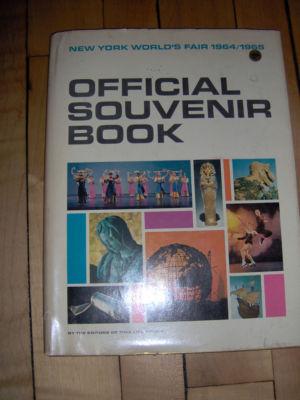 NEW YORK WORLD'S FAIR 1964/1965
OFFICIAL
SOUVENIR
BOOK
BY THE EDITORS OF TIME-LIFE BOOKS